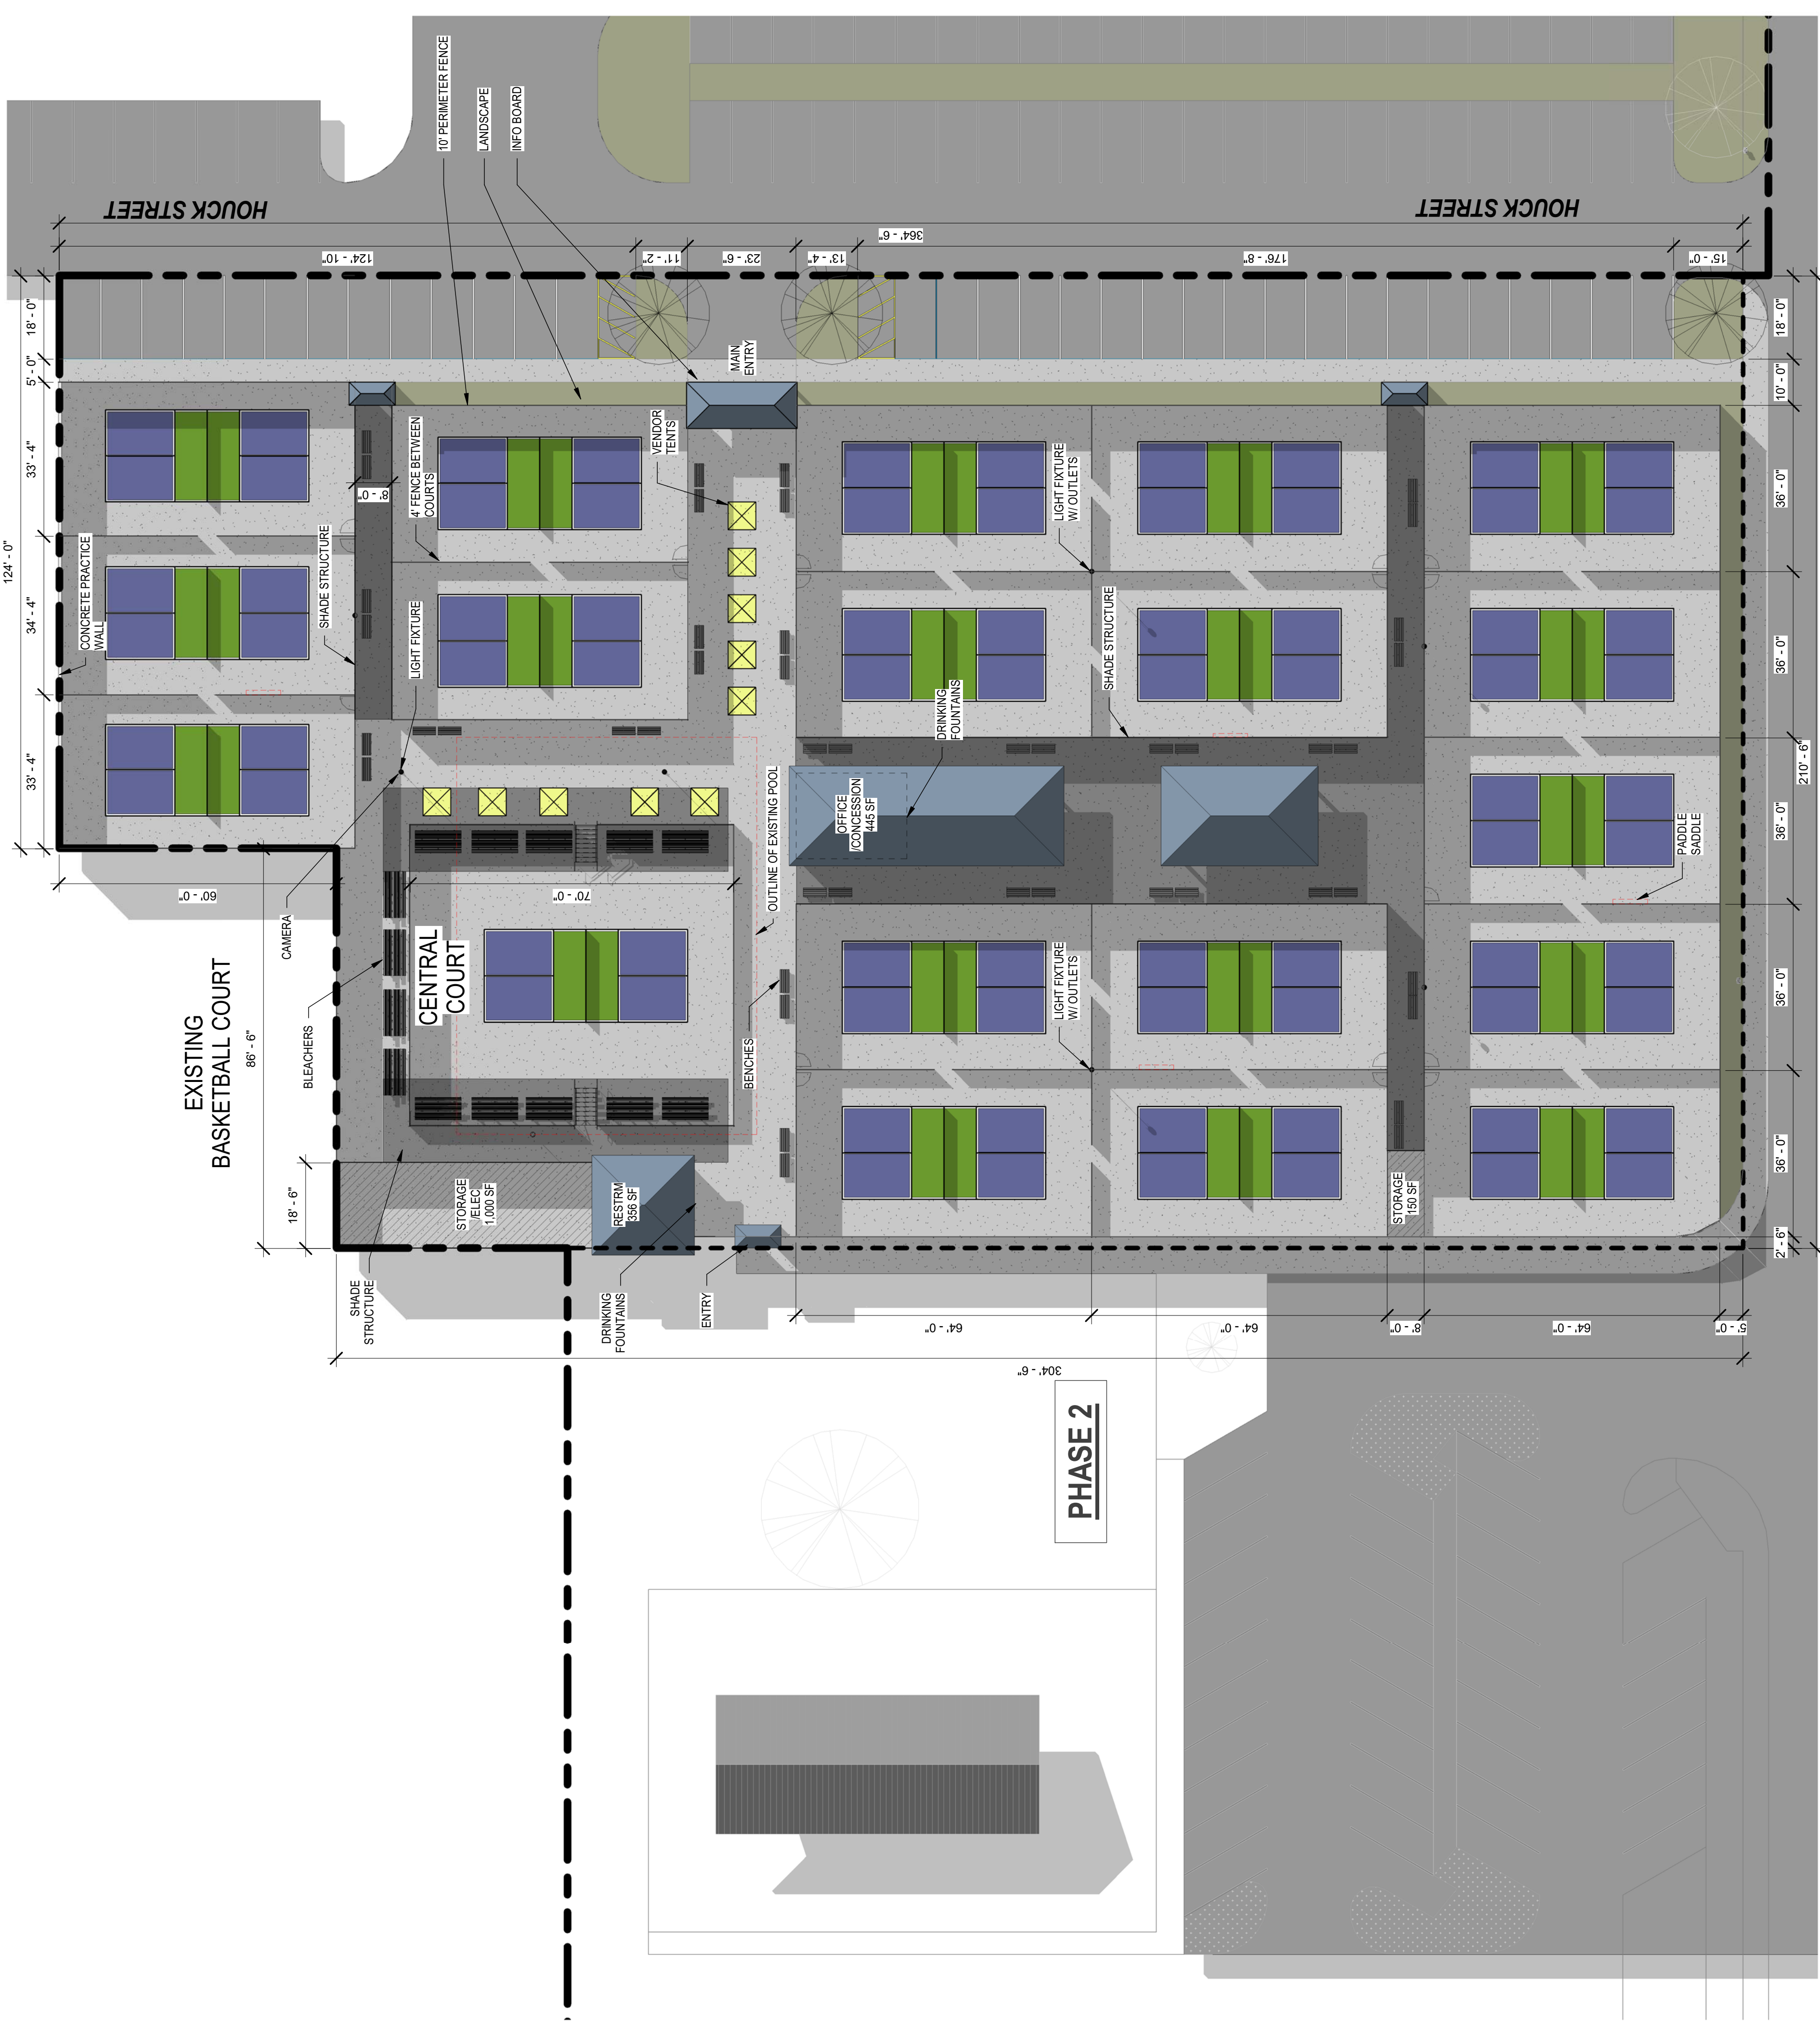 124' - 0"
33' - 4"
34' - 4"
33' - 4"
5' - 0"
18' - 0"
60' - 0"
8' - 0"
70' - 0"
86' - 6"
18' - 6"
CONCRETE PRACTICE
WALL
SHADE STRUCTURE
LIGHT FIXTURE
4' FENCE BETWEEN
COURTS
VENDOR
TENTS
MAIN
ENTRY
10' PERIMETER FENCE
LANDSCAPE
INFO BOARD
HOUCK STREET
HOUCK STREET
124' - 10"
11' - 2"
23' - 6"
13' - 4"
364' - 6"
176' - 8"
15' - 0"
EXISTING
BASKETBALL COURT
CAMERA
BLEACHERS
CENTRAL
COURT
BENCHES
OUTLINE OF EXISTING POOL
OFFICE
/CONCESSION
445 SF
DRINKING
FOUNTAINS
SHADE STRUCTURE
LIGHT FIXTURE
W/ OUTLETS
LIGHT FIXTURE
W/ OUTLETS
PADDLE
SADDLE
STORAGE
/ELEC
1,000 SF
RESTRM
356 SF
STORAGE
150 SF
SHADE
STRUCTURE
DRINKING
FOUNTAINS
ENTRY
64' - 0"
64' - 0"
8' - 0"
64' - 0"
5' - 0"
304' - 6"
2' - 6"
36' - 0"
36' - 0"
36' - 0"
36' - 0"
36' - 0"
10' - 0"
18' - 0"
210' - 6"
PHASE 2